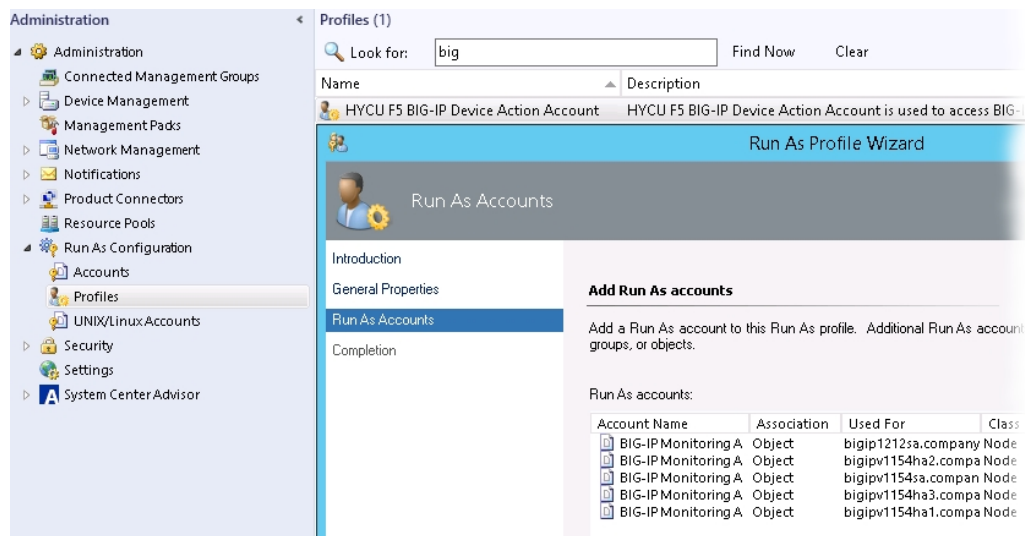 Administration
Administration
Connected Management Groups
Device Management
Management Packs
Network Management
Notifications
Product Connectors
Resource Pools
Run As Configuration
Accounts
Profiles
UNIX/Linux Accounts
Security
Settings
System Center Advisor
Profiles (1)
Look for: big Find Now Clear
Name Description
HYCU F5 BIG-IP Device Action Account HYCU F5 BIG-IP Device Action Account is used to access BIG-
Run As Profile Wizard
Run As Accounts
Introduction
General Properties
Run As Accounts
Completion
Add Run As accounts
Add a Run As account to this Run As profile. Additional Run As account
groups, or objects.
Run As accounts:
Account Name Association Used For Class
BIG-IP Monitoring A Object bigip1212sa.company Node
BIG-IP Monitoring A Object bigipv1154ha2.compa Node
BIG-IP Monitoring A Object bigipv1154sa.compan Node
BIG-IP Monitoring A Object bigipv1154ha3.compa Node
BIG-IP Monitoring A Object bigipv1154ha1.compa Node